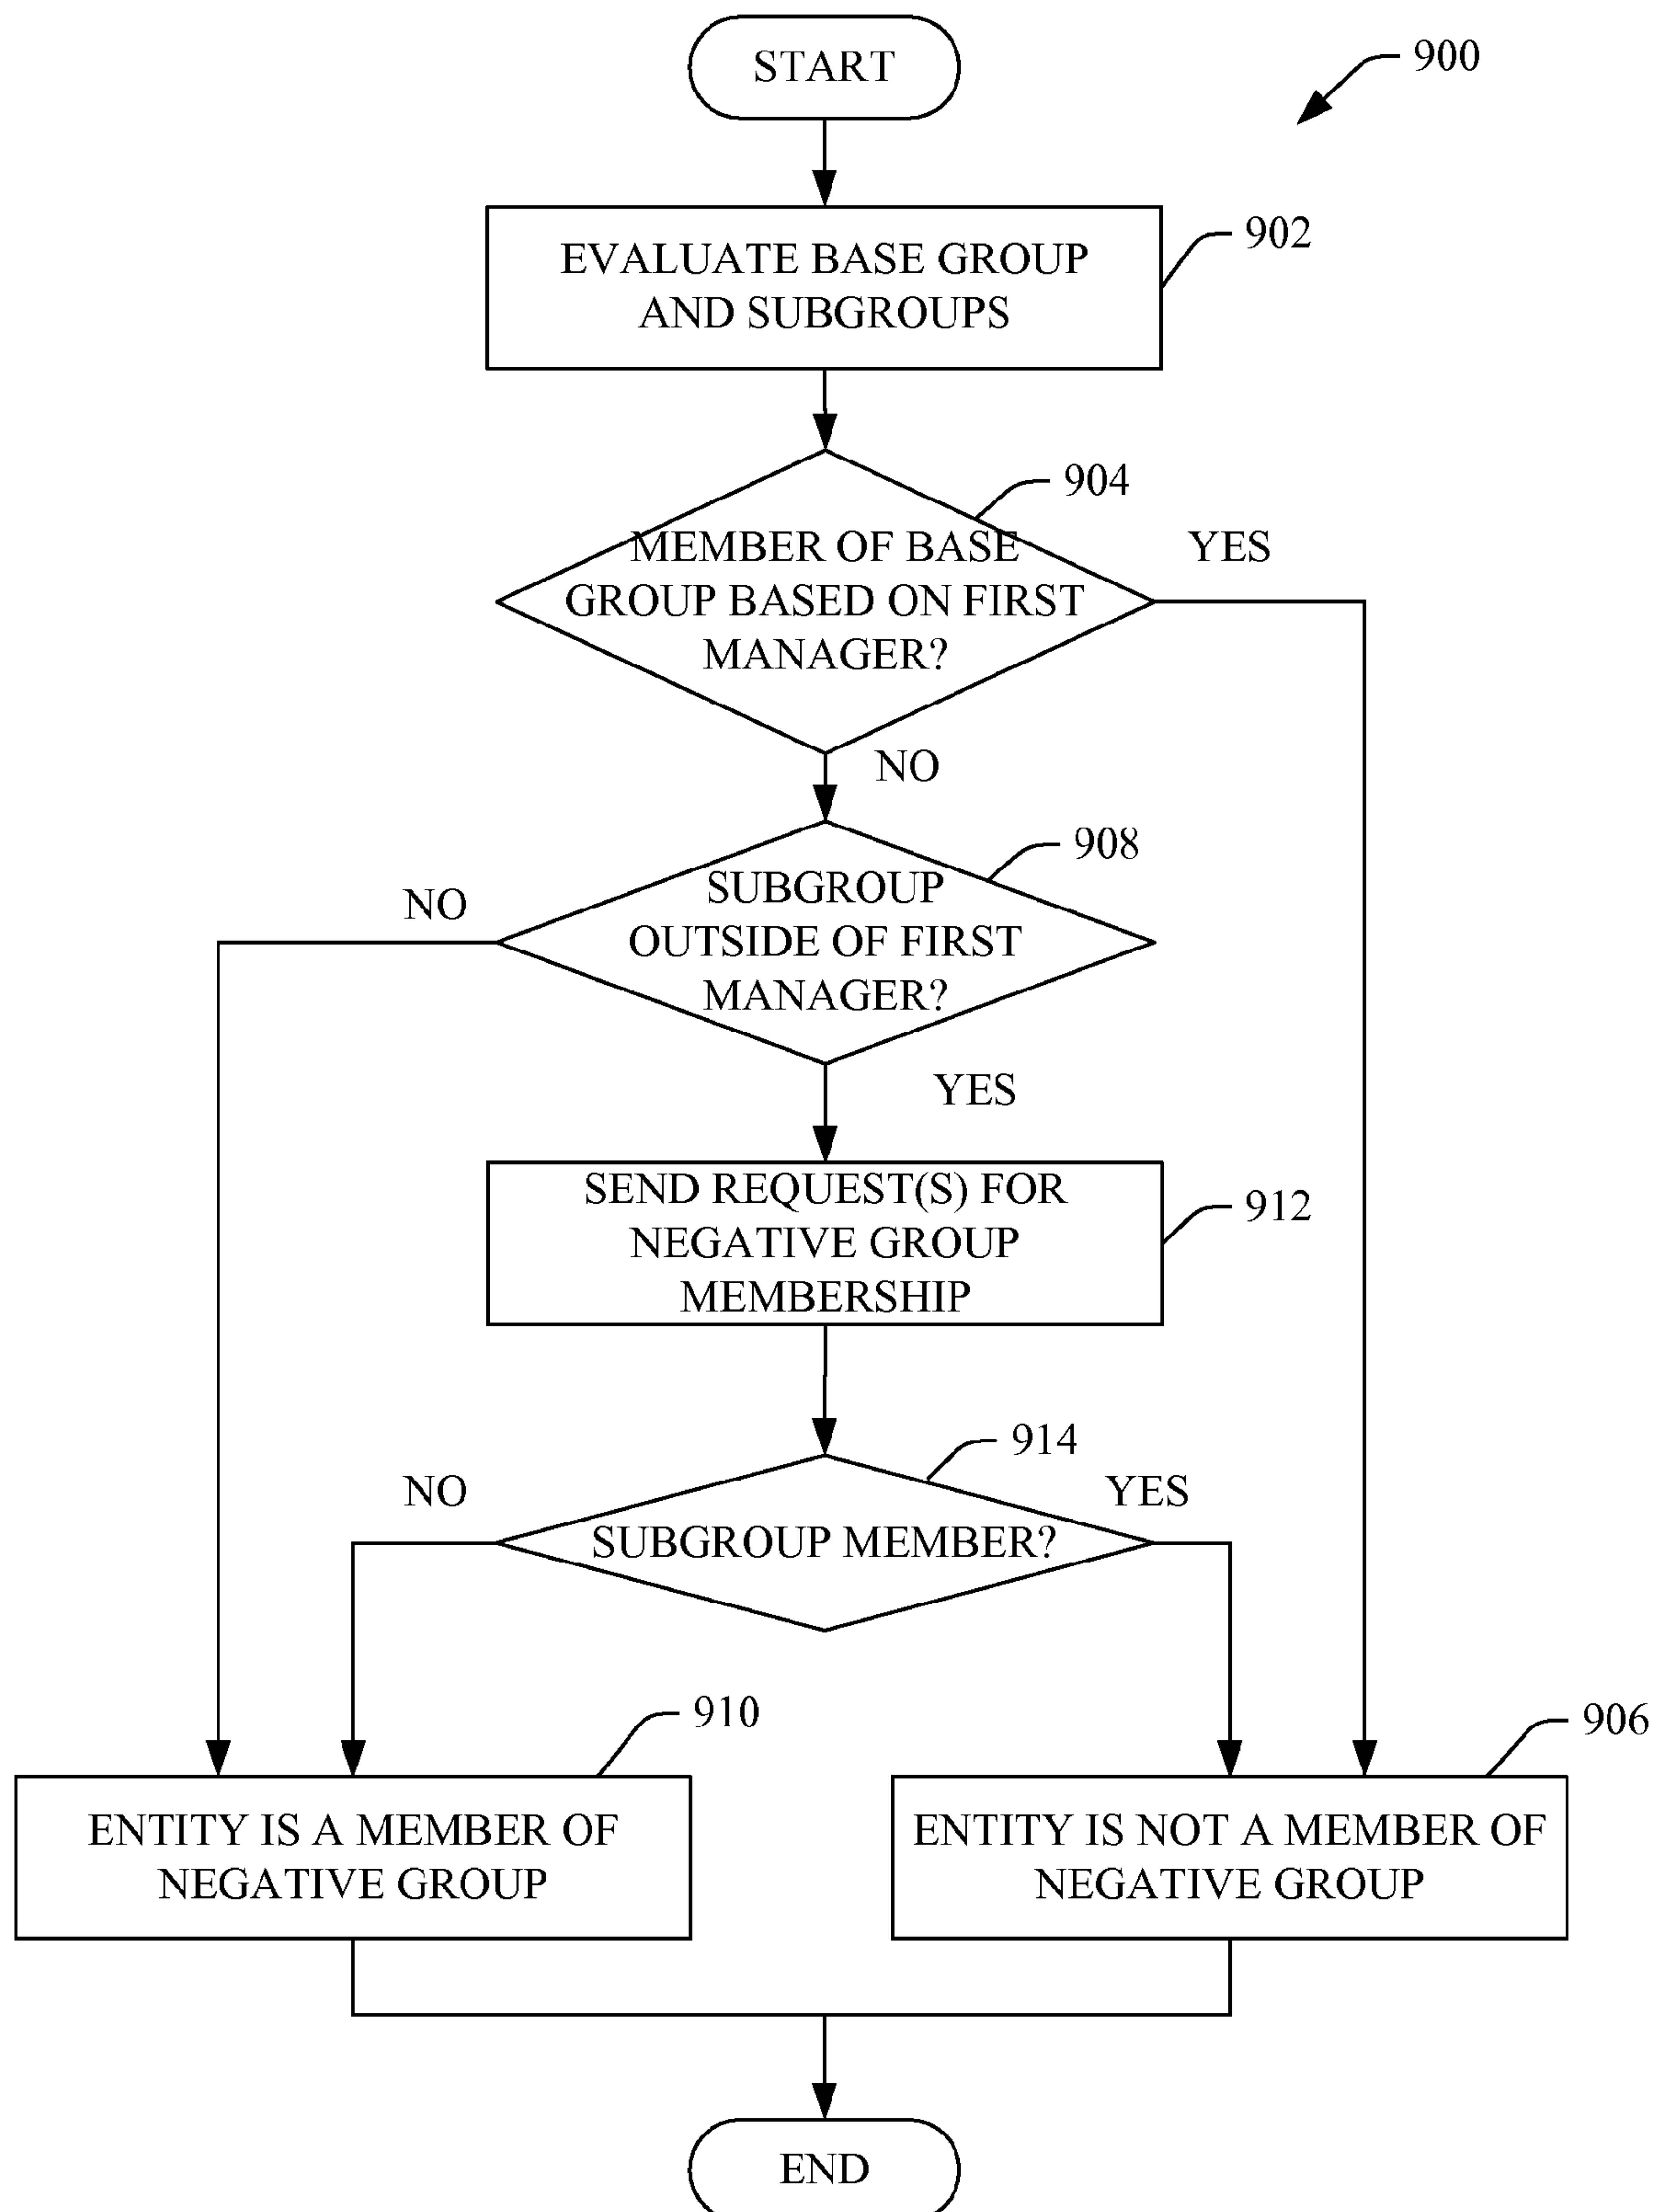 START
900
EVALUATE BASE GROUP
AND SUBGROUPS
902
904
MEMBER OF BASE
GROUP BASED ON FIRST
MANAGER?
YES
NO
908
SUBGROUP
OUTSIDE OF FIRST
MANAGER?
NO
YES
SEND REQUEST(S) FOR
NEGATIVE GROUP
MEMBERSHIP
912
914
NO
YES
SUBGROUP MEMBER?
910
906
ENTITY IS A MEMBER OF
NEGATIVE GROUP
ENTITY IS NOT A MEMBER OF
NEGATIVE GROUP
END